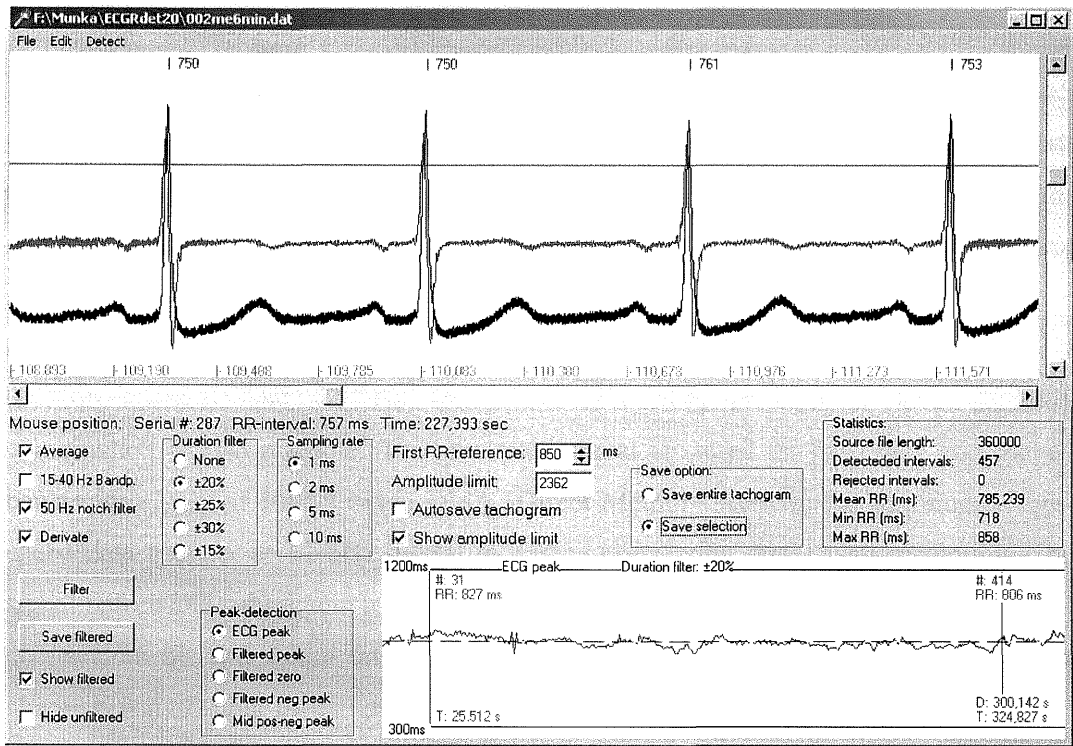 F:\Munka\ECGRdet20\002me6min.dat
File Edit Detect
750 750 761 753
108,893 109,190 109,488 109,785 110,083 110,380 110,678 110,976 111,273 111,571
Mouse position: Serial #: 287 RR-interval: 757 ms Time: 227,393 sec
Average
15-40 Hz Bandp.
50 Hz notch filter
Derivate
Duration filter
None
±20%
±25%
±30%
±15%
Sampling rate
1 ms
2 ms
5 ms
10 ms
First RR-reference: 850 ms
Amplitude limit: 2362
Autosave tachogram
Show amplitude limit
Save option:
Save entire tachogram
Save selection
Statistics:
Source file length: 360000
Detecteded intervals: 457
Rejected intervals: 0
Mean RR (ms): 785,239
Min RR (ms): 718
Max RR (ms): 858
Filter
Save filtered
Show filtered
Hide unfiltered
Peak-detection
ECG peak
Filtered peak
Filtered zero
Filtered neg peak
Mid pos-neg peak
1200ms ECG peak Duration filter: ±20%
#: 31
RR: 827 ms
#: 414
RR: 806 ms
T: 25,512 s
D: 300,142 s
T: 324,827 s
300ms